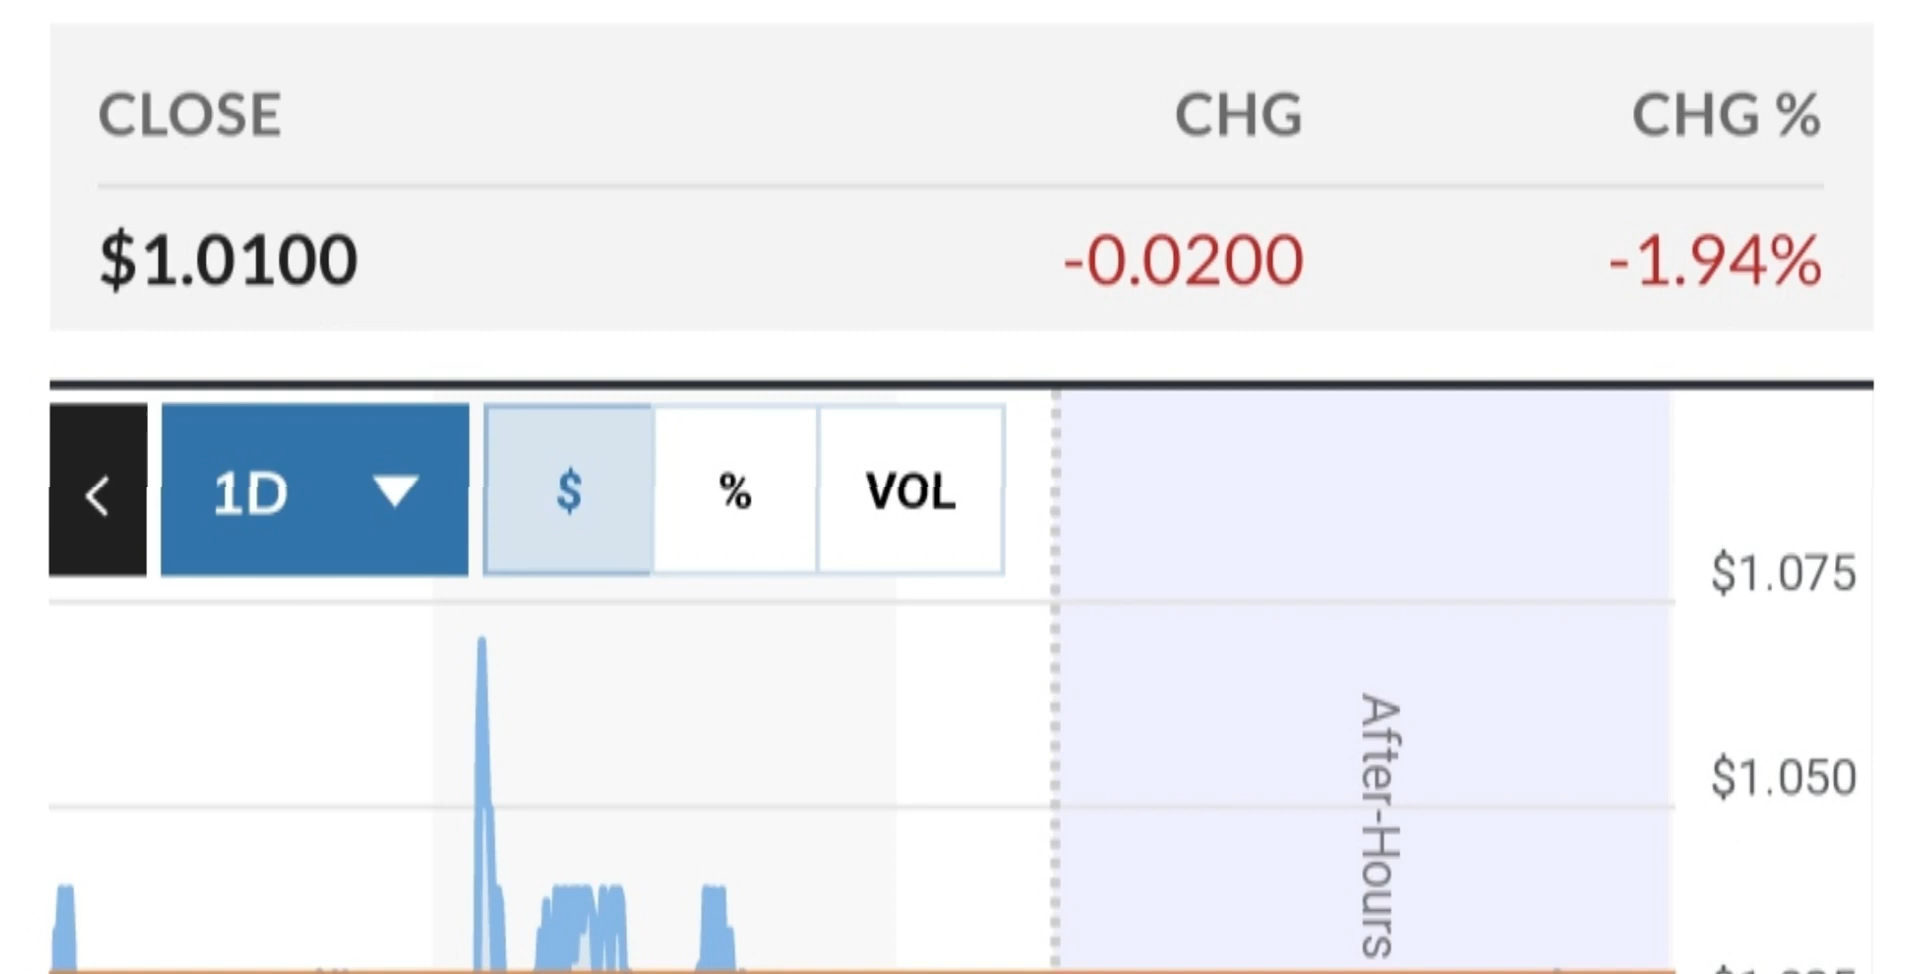 CLOSE CHG CHG %
$1.0100 -0.0200 -1.94%
< 1D $ % VOL
$1.075
After-Hours
$1.050